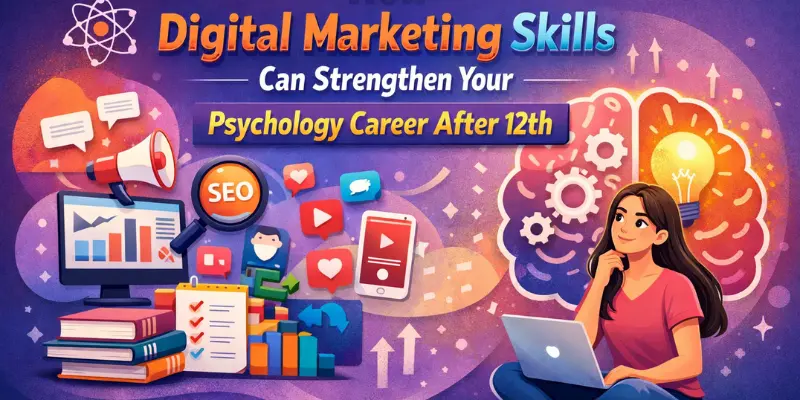 Digital Marketing Skills
Can Strengthen Your
Psychology Career After 12th
SEO